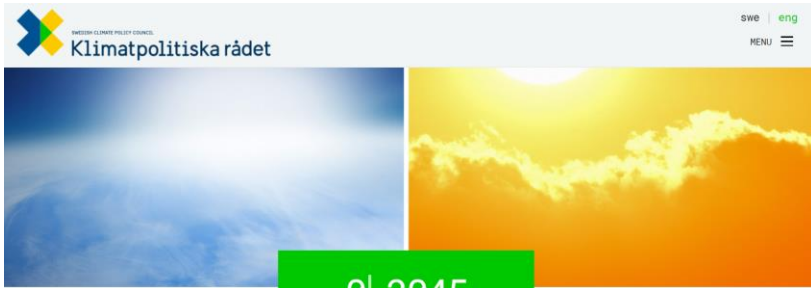 swe | eng
SWEDISH CLIMATE POLICY COUNCIL
Klimatpolitiska rådet
MENU